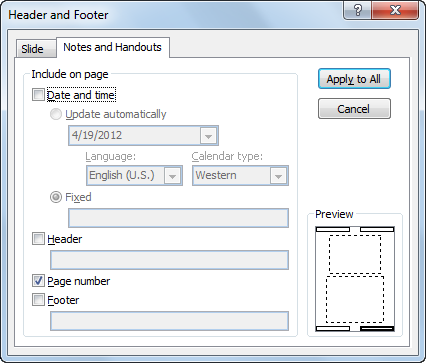 Header and Footer
Slide
Notes and Handouts
Include on page
Date and time
Update automatically
4/19/2012
Language:
Calendar type:
English (U.S.)
Western
Fixed
Header
Page number
Footer
Apply to All
Cancel
Preview